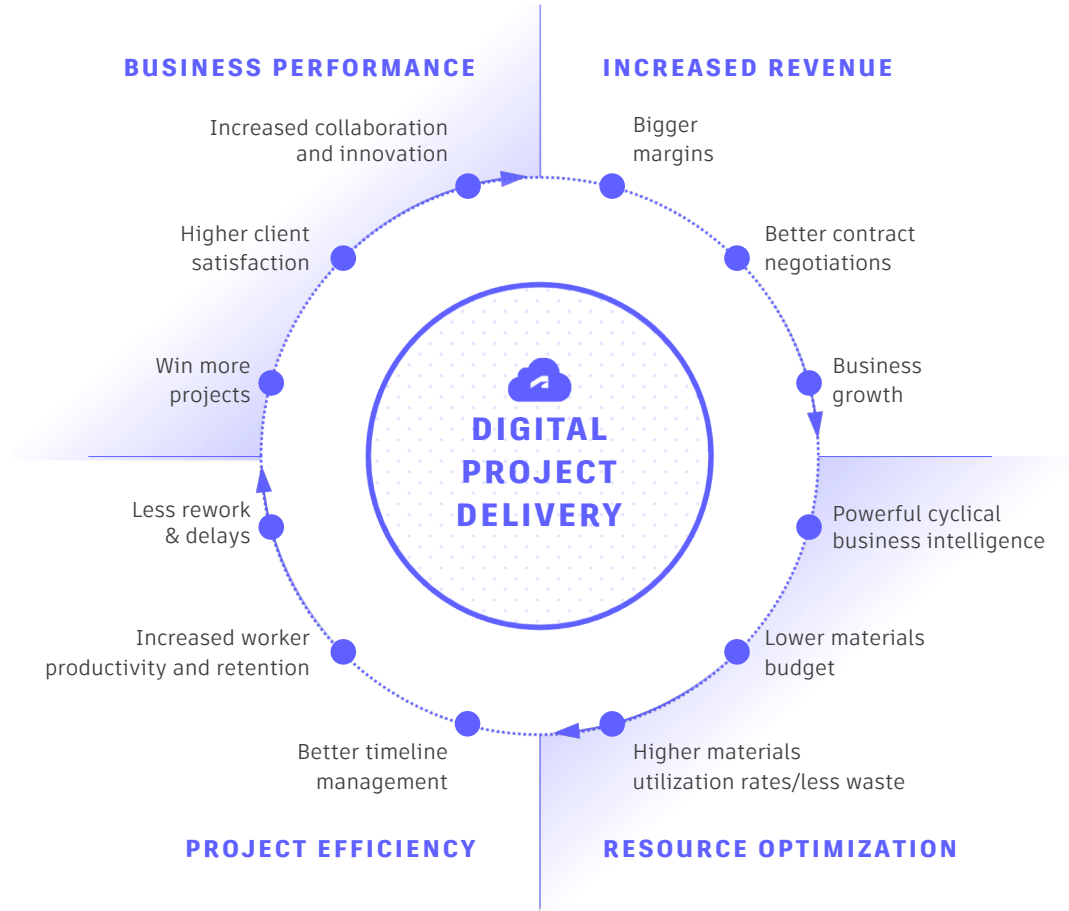 BUSINESS PERFORMANCE
Increased collaboration
and innovation
Higher client
satisfaction
Win more
projects
INCREASED REVENUE
Bigger
margins
Better contract
negotiations
Business
growth
DIGITAL
PROJECT
DELIVERY
Less rework
& delays
Increased worker
productivity and retention
Better timeline
management
PROJECT EFFICIENCY
Powerful cyclical
business intelligence
Lower materials
budget
Higher materials
utilization rates/less waste
RESOURCE OPTIMIZATION